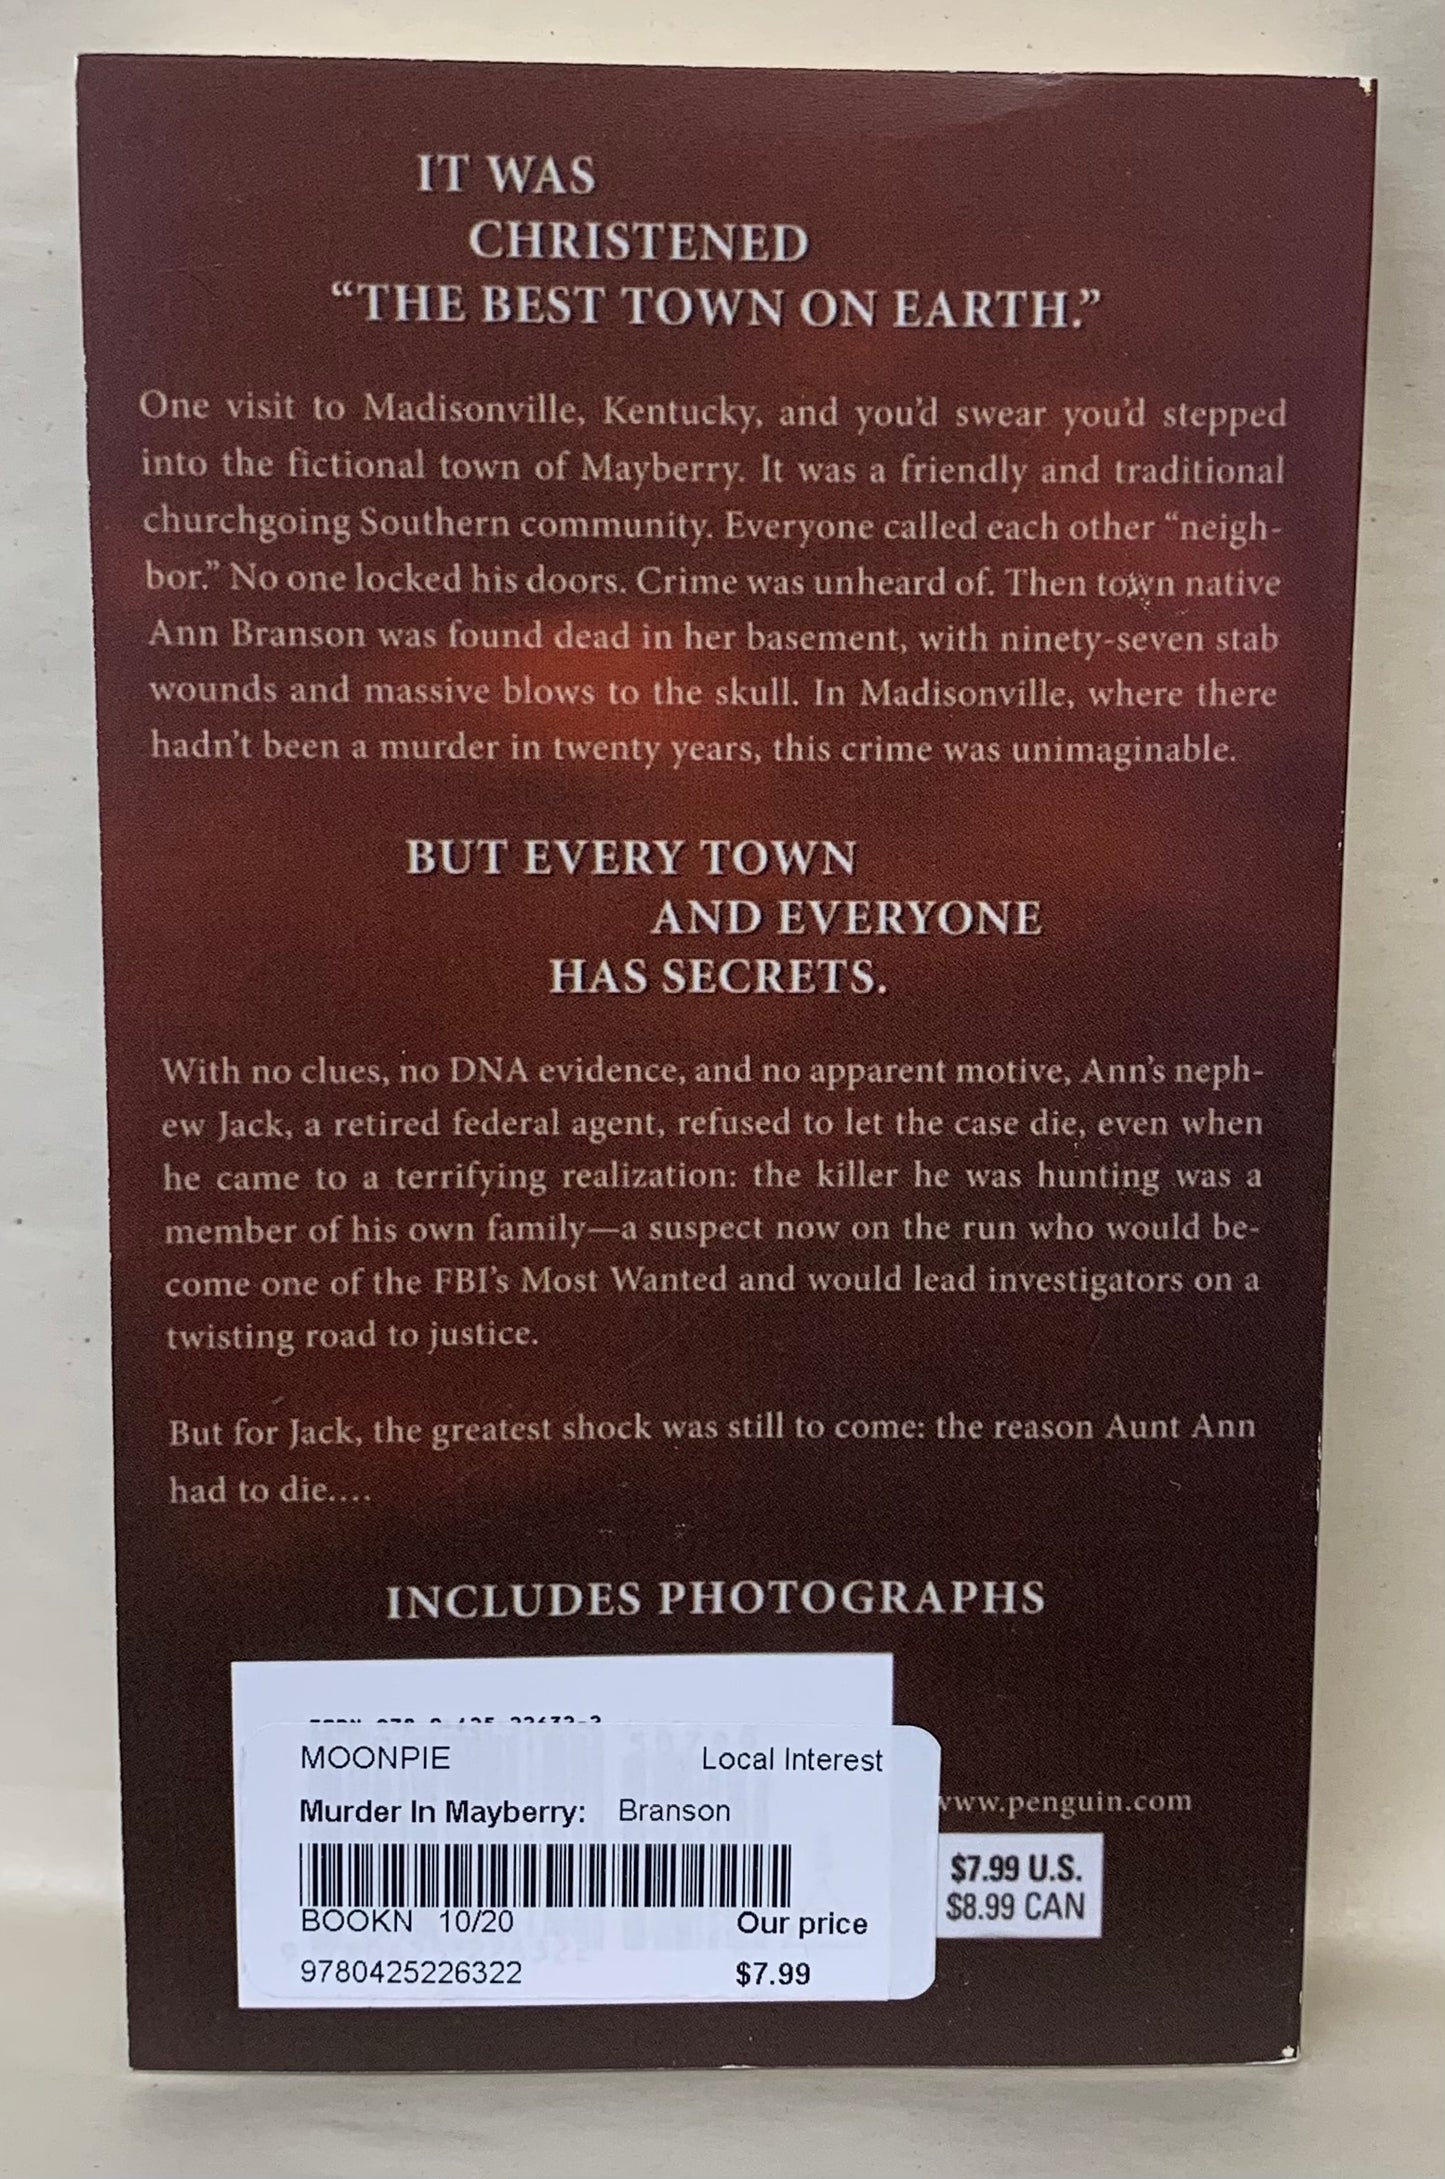 IT WAS
CHRISTENED
“THE BEST TOWN ON EARTH.”
One visit to Madisonville, Kentucky, and you’d swear you’d stepped
into the fictional town of Mayberry. It was a friendly and traditional
churchgoing Southern community. Everyone called each other “neigh-
bor.” No one locked his doors. Crime was unheard of. Then town native
Ann Branson was found dead in her basement, with ninety-seven stab
wounds and massive blows to the skull. In Madisonville, where there
hadn’t been a murder in twenty years, this crime was unimaginable.
BUT EVERY TOWN
AND EVERYONE
HAS SECRETS.
With no clues, no DNA evidence, and no apparent motive, Ann’s neph-
ew Jack, a retired federal agent, refused to let the case die, even when
he came to a terrifying realization: the killer he was hunting was a
member of his own family—a suspect now on the run who would be-
come one of the FBI’s Most Wanted and would lead investigators on a
twisting road to justice.
But for Jack, the greatest shock was still to come: the reason Aunt Ann
had to die....
INCLUDES PHOTOGRAPHS
MOONPIE Local Interest
Murder In Mayberry: Branson
BOOKN 10/20 Our price
9780425226322 $7.99
www.penguin.com
$7.99 U.S.
$8.99 CAN